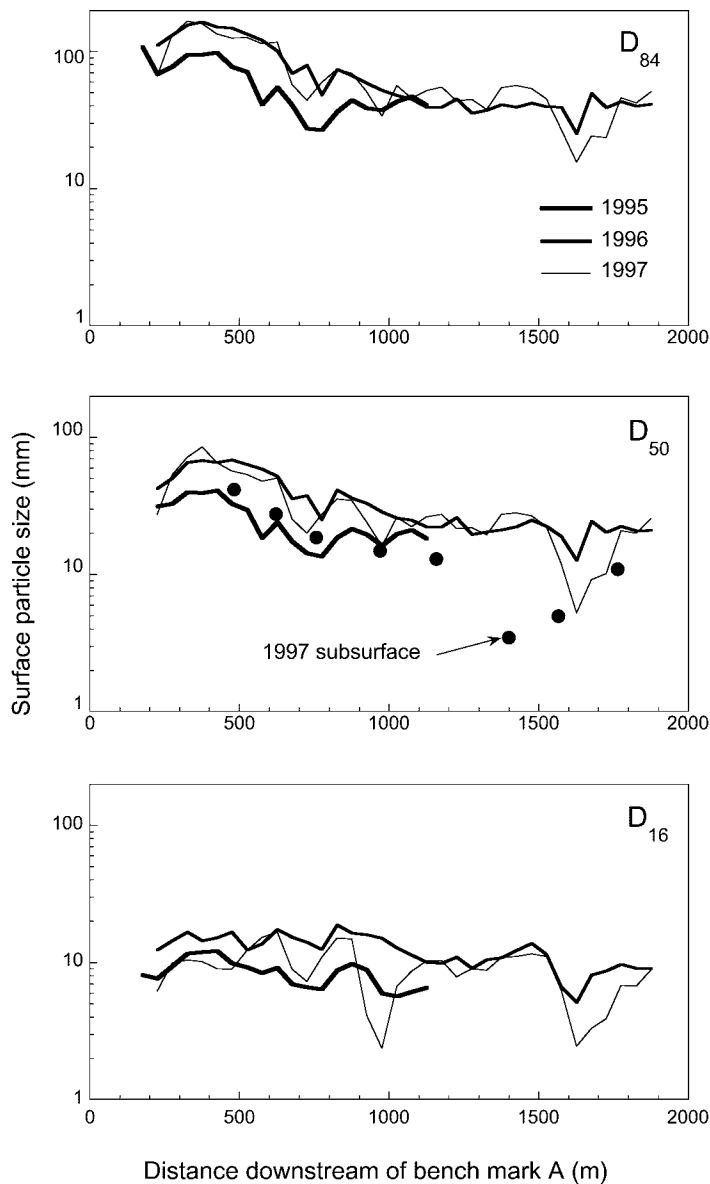 100
10
1
D84
1995
1996
1997
0 500 1000 1500 2000
Surface particle size (mm)
100
10
1
D50
1997 subsurface
0 500 1000 1500 2000
100
10
1
D16
0 500 1000 1500 2000
Distance downstream of bench mark A (m)